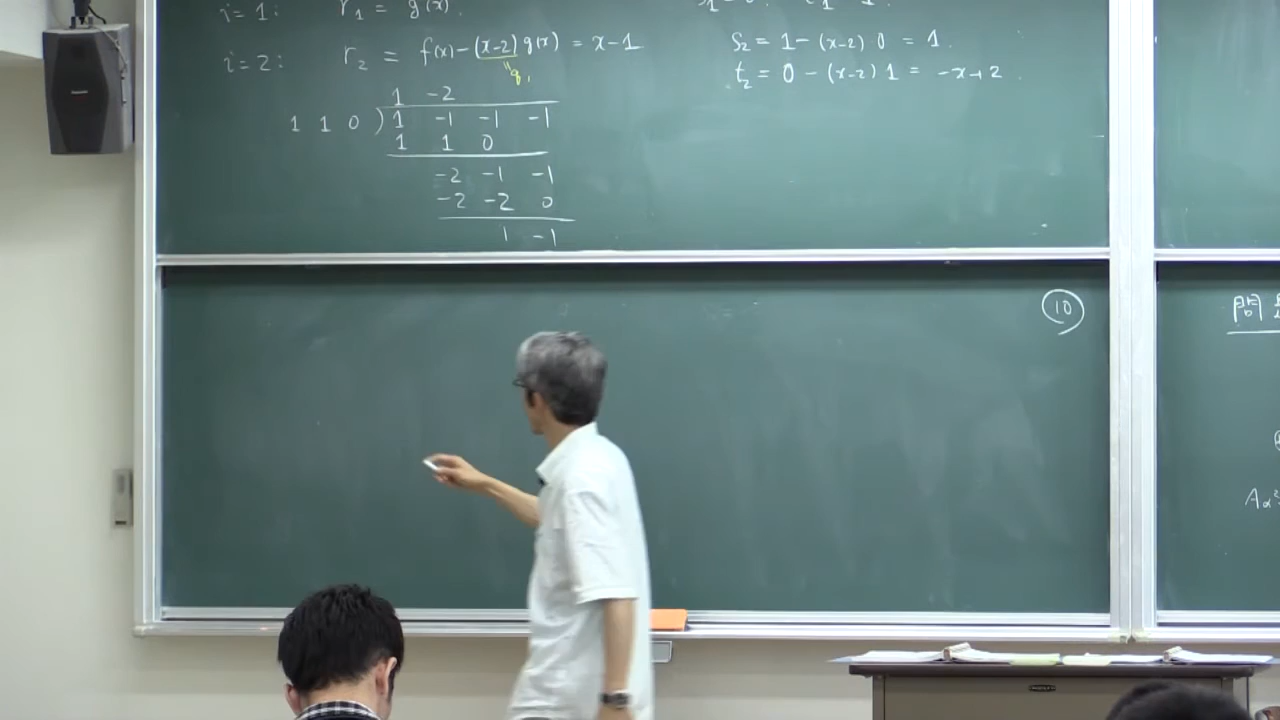 i=1: r₁ = g(x).
i=2: r₂ = f(x)-(x-2)g(x) = x-1
q₁
S₂ = 1-(x-2) 0 = 1.
t₂ = 0-(x-2) 1 = -x+2.
1 -2
1 1 0 ) 1 -1 -1 -1
1 1 0
-2 -1 -1
-2 -2 0
1 -1
10
問